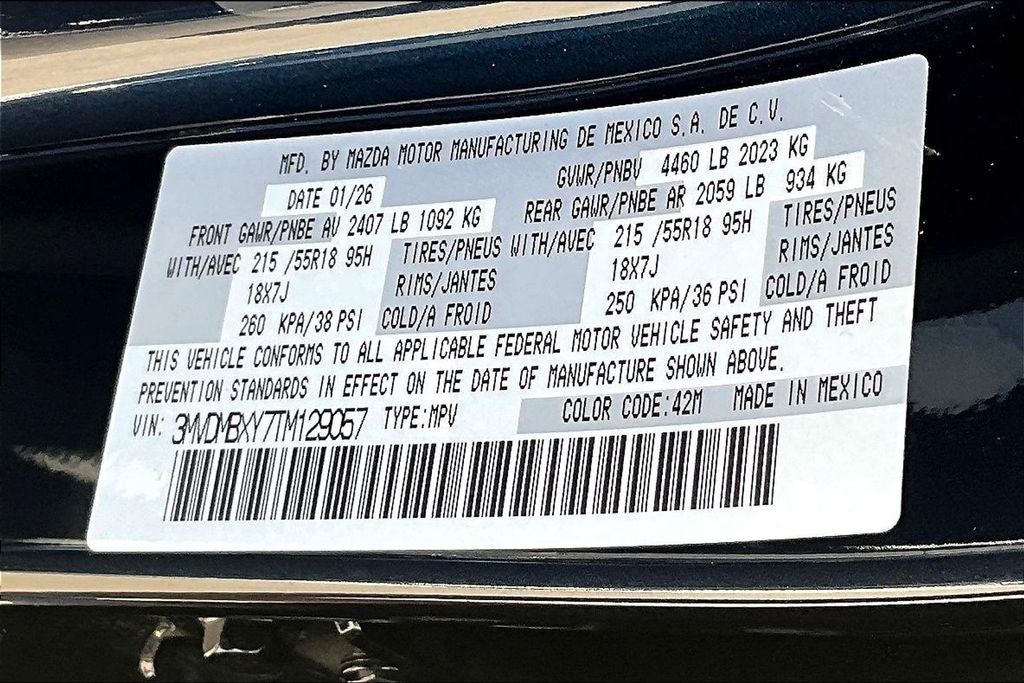 MFD. BY MAZDA MOTOR MANUFACTURING DE MEXICO S.A. DE C.V.
DATE 01/26 GVWR/PNBV 4460 LB 2023 KG
FRONT GAWR/PNBE AV 2407 LB 1092 KG REAR GAWR/PNBE AR 2059 LB 934 KG
WITH/AVEC 215 /55R18 95H TIRES/PNEUS WITH/AVEC 215 /55R18 95H TIRES/PNEUS
18X7J RIMS/JANTES 18X7J RIMS/JANTES
260 KPA/38 PSI COLD/A FROID 250 KPA/36 PSI COLD/A FROID
THIS VEHICLE CONFORMS TO ALL APPLICABLE FEDERAL MOTOR VEHICLE SAFETY AND THEFT
PREVENTION STANDARDS IN EFFECT ON THE DATE OF MANUFACTURE SHOWN ABOVE.
VIN: 3MVDMBXY7TM129057 TYPE:MPV COLOR CODE:42M MADE IN MEXICO